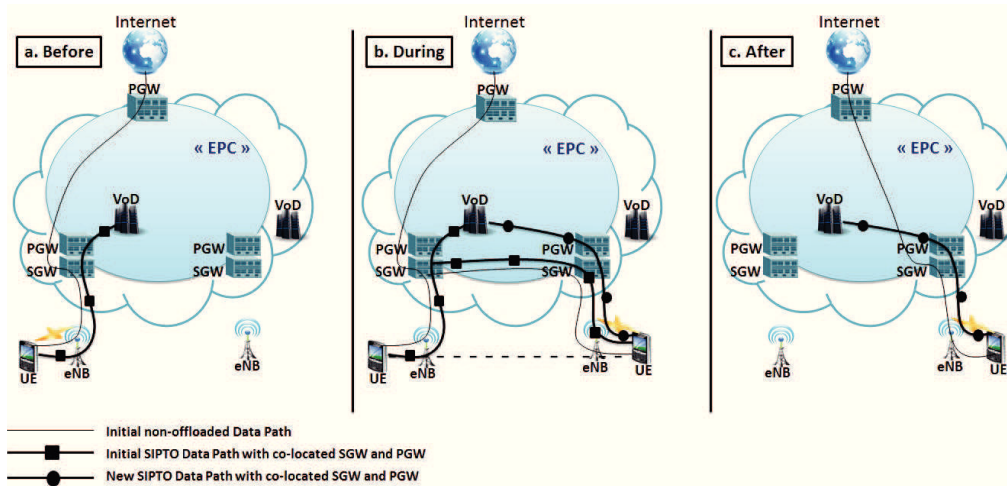 Internet
a. Before
PGW
« EPC »
VoD
VoD
PGW
SGW
PGW
SGW
UE
eNB
eNB
Internet
b. During
PGW
« EPC »
VoD
VoD
PGW
SGW
PGW
SGW
UE
eNB
eNB
UE
Internet
c. After
PGW
« EPC »
VoD
VoD
PGW
SGW
PGW
SGW
eNB
eNB
UE
Initial non-offloaded Data Path
Initial SIPTO Data Path with co-located SGW and PGW
New SIPTO Data Path with co-located SGW and PGW